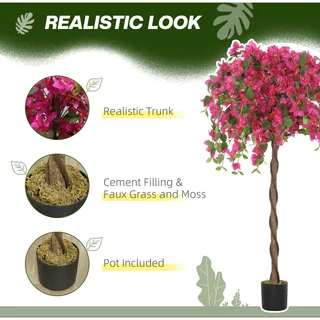 REALISTIC LOOK
Realistic Trunk
Cement Filling &
Faux Grass and Moss
Pot Included